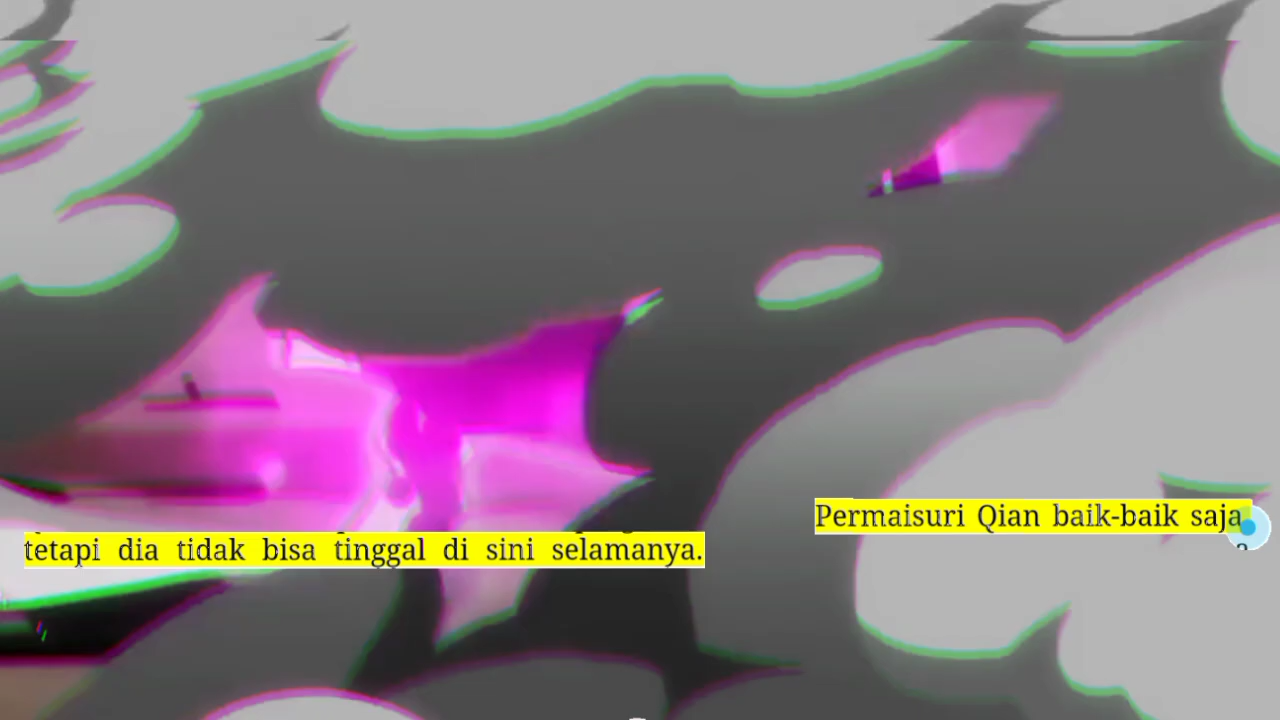 Permaisuri Qian baik-baik saja
tetapi dia tidak bisa tinggal di sini selamanya.